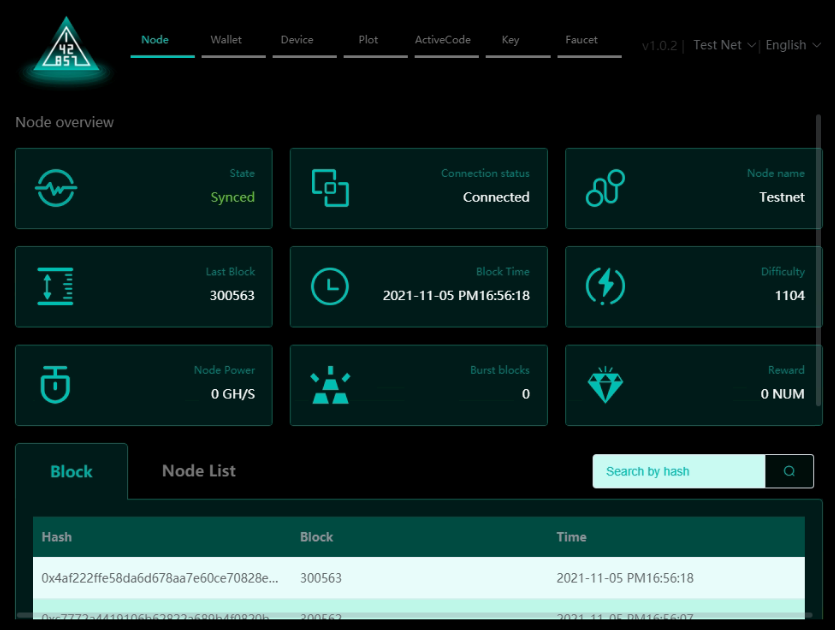 1
42
857
Node Wallet Device Plot ActiveCode Key Faucet v1.0.2 | Test Net | English
Node overview
State
Synced
Connection status
Connected
Node name
Testnet
Last Block
300563
Block Time
2021-11-05 PM16:56:18
Difficulty
1104
Node Power
0 GH/S
Burst blocks
0
Reward
0 NUM
Block Node List Search by hash
Hash Block Time
0x4af222ffe58da6d678aa7e60ce70828e... 300563 2021-11-05 PM16:56:18
300562 2021-11-05 PM16:56:07